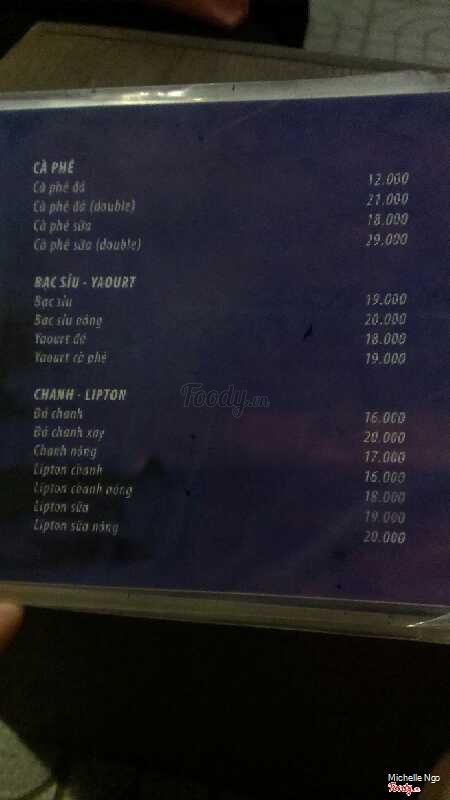 CÀ PHÊ
Cà phê đá 12.000
Cà phê đá (double) 21.000
Cà phê sữa 18.000
Cà phê sữa (double) 29.000
BẠC SỈU - YAOURT
Bạc sỉu 19.000
Bạc sỉu nóng 20.000
Yaourt đá 18.000
Yaourt cà phê 19.000
CHANH - LIPTON
Đá chanh 16.000
Đá chanh xay 20.000
Chanh nóng 17.000
Lipton chanh 16.000
Lipton chanh nóng 18.000
Lipton sữa 19.000
Lipton sữa nóng 20.000
Foody.vn
Michelle Ngo
Foody.vn